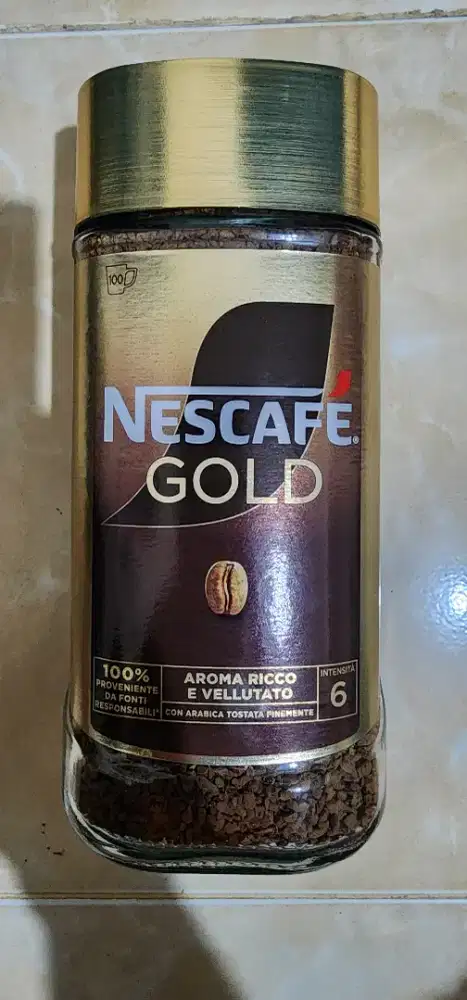 100
NESCAFÉ®
GOLD
100%
PROVENIENTE
DA FONTI
RESPONSABILI*
AROMA RICCO
E VELLUTATO
CON ARABICA TOSTATA FINEMENTE
INTENSITÀ
6